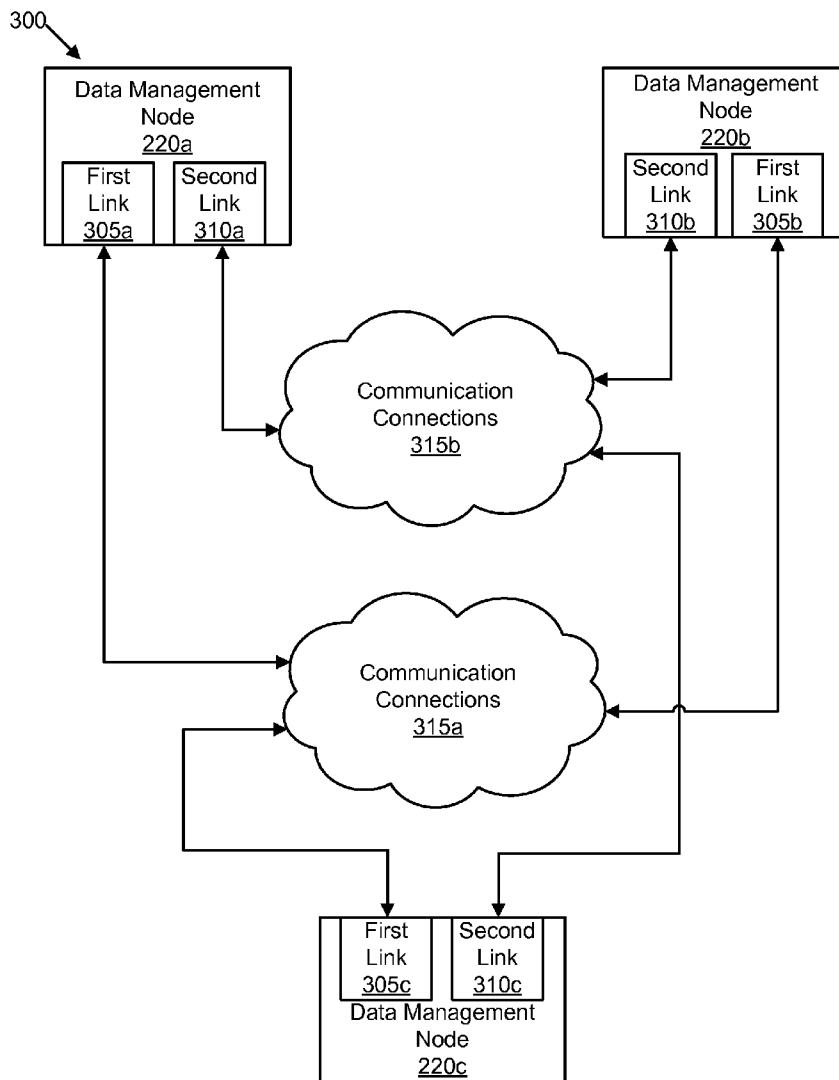 300
Data Management
Node
220a
First
Link
305a
Second
Link
310a
Data Management
Node
220b
Second
Link
310b
First
Link
305b
Communication
Connections
315b
Communication
Connections
315a
First
Link
305c
Second
Link
310c
Data Management
Node
220c